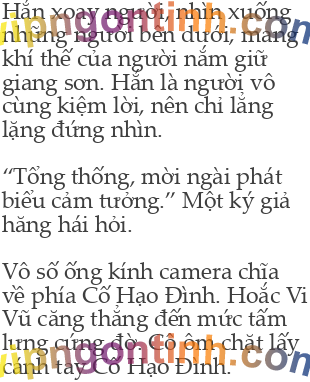 Hắn xoay người, nhìn xuống
những người bên dưới, mang
khí thế của người nắm giữ
giang sơn. Hắn là người vô
cùng kiệm lời, nên chỉ lẳng
lặng đứng nhìn.
“Tổng thống, mời ngài phát
biểu cảm tưởng.” Một ký giả
hăng hái hỏi.
Vô số ống kính camera chĩa
về phía Cố Hạo Đình. Hoắc Vi
Vũ căng thẳng đến mức tấm
lưng cứng đờ. Cô ôm chặt lấy
cánh tay Cố Hạo Đình.